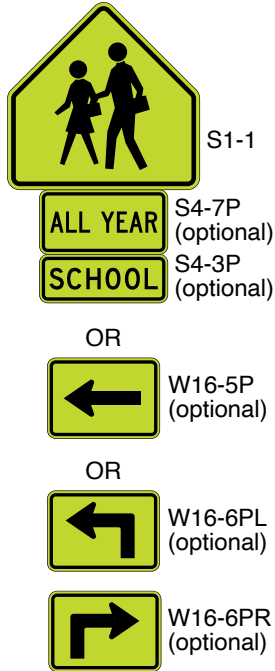 S1-1
ALL YEAR
S4-7P
(optional)
SCHOOL
S4-3P
(optional)
OR
W16-5P
(optional)
OR
W16-6PL
(optional)
W16-6PR
(optional)